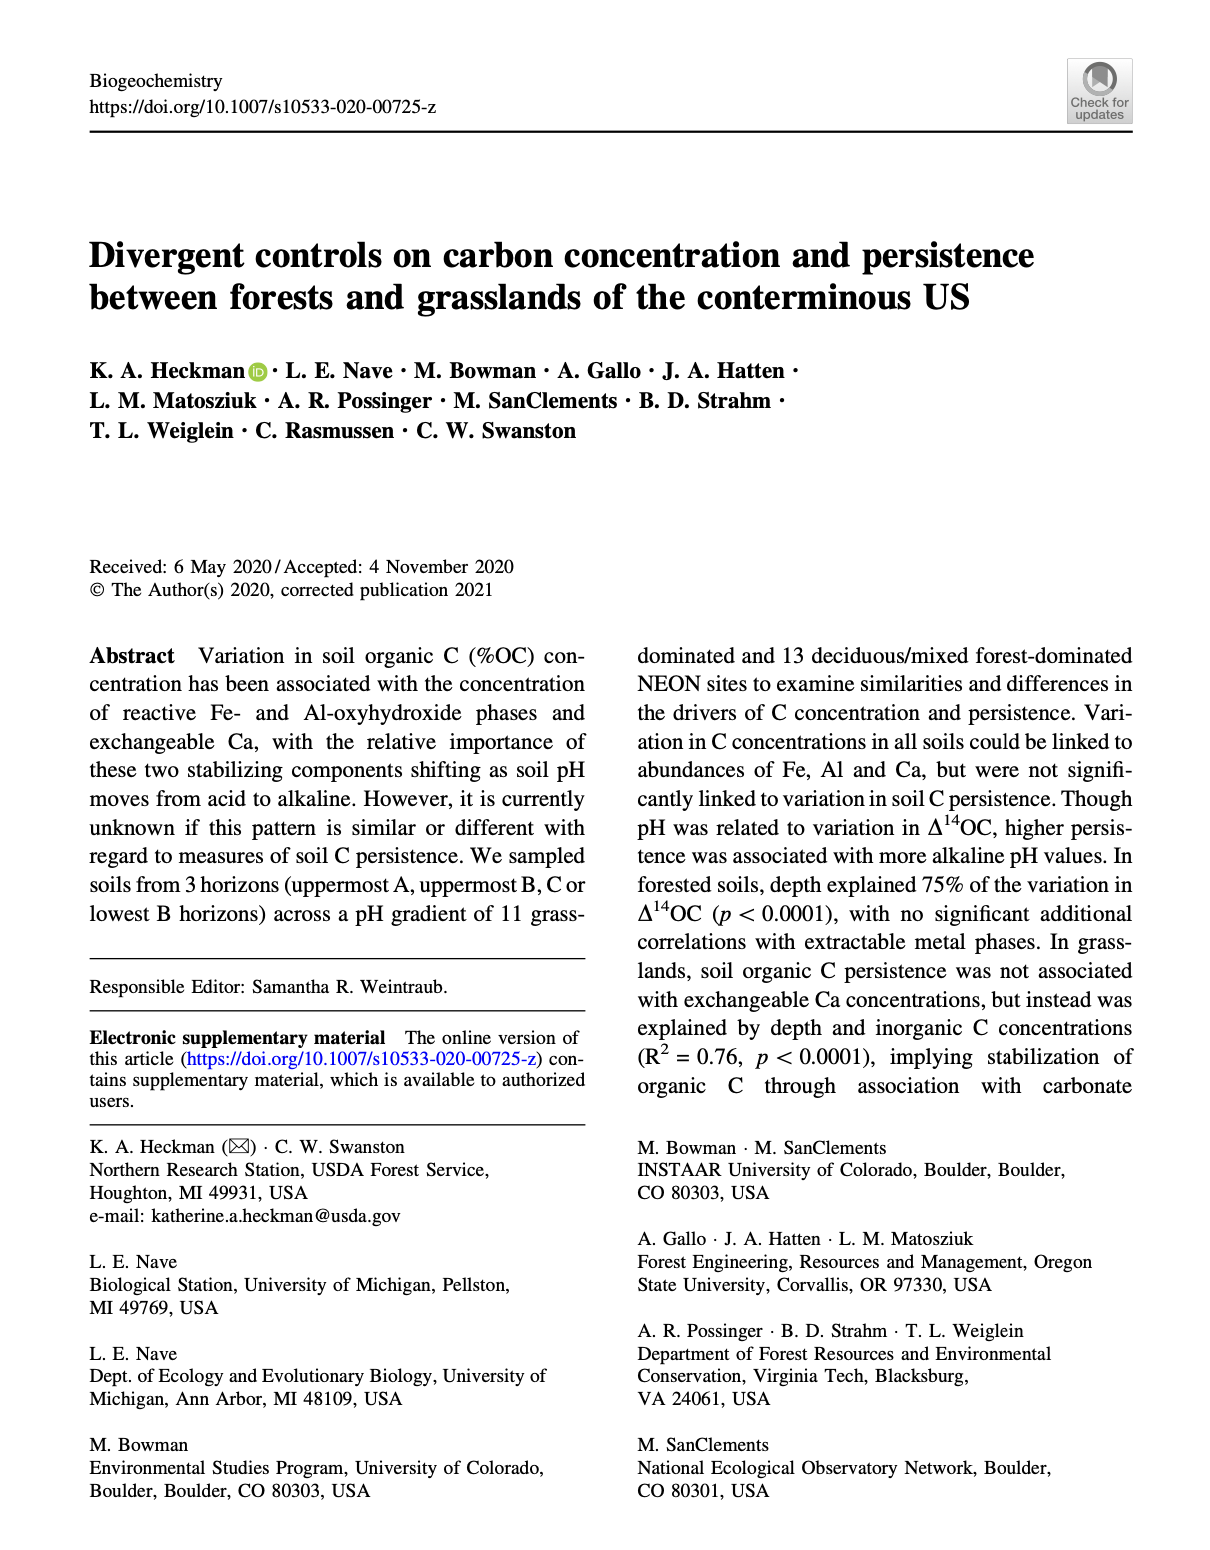 Biogeochemistry
https://doi.org/10.1007/s10533-020-00725-z
Check for
updates
Divergent controls on carbon concentration and persistence
between forests and grasslands of the conterminous US
K. A. Heckman iD · L. E. Nave · M. Bowman · A. Gallo · J. A. Hatten ·
L. M. Matosziuk · A. R. Possinger · M. SanClements · B. D. Strahm ·
T. L. Weiglein · C. Rasmussen · C. W. Swanston
Received: 6 May 2020 / Accepted: 4 November 2020
© The Author(s) 2020, corrected publication 2021
Abstract Variation in soil organic C (%OC) con-
centration has been associated with the concentration
of reactive Fe- and Al-oxyhydroxide phases and
exchangeable Ca, with the relative importance of
these two stabilizing components shifting as soil pH
moves from acid to alkaline. However, it is currently
unknown if this pattern is similar or different with
regard to measures of soil C persistence. We sampled
soils from 3 horizons (uppermost A, uppermost B, C or
lowest B horizons) across a pH gradient of 11 grass-
Responsible Editor: Samantha R. Weintraub.
Electronic supplementary material The online version of
this article (https://doi.org/10.1007/s10533-020-00725-z) con-
tains supplementary material, which is available to authorized
users.
K. A. Heckman (✉) · C. W. Swanston
Northern Research Station, USDA Forest Service,
Houghton, MI 49931, USA
e-mail: katherine.a.heckman@usda.gov
L. E. Nave
Biological Station, University of Michigan, Pellston,
MI 49769, USA
L. E. Nave
Dept. of Ecology and Evolutionary Biology, University of
Michigan, Ann Arbor, MI 48109, USA
M. Bowman
Environmental Studies Program, University of Colorado,
Boulder, Boulder, CO 80303, USA
dominated and 13 deciduous/mixed forest-dominated
NEON sites to examine similarities and differences in
the drivers of C concentration and persistence. Vari-
ation in C concentrations in all soils could be linked to
abundances of Fe, Al and Ca, but were not signifi-
cantly linked to variation in soil C persistence. Though
pH was related to variation in Δ¹⁴OC, higher persis-
tence was associated with more alkaline pH values. In
forested soils, depth explained 75% of the variation in
Δ¹⁴OC (p < 0.0001), with no significant additional
correlations with extractable metal phases. In grass-
lands, soil organic C persistence was not associated
with exchangeable Ca concentrations, but instead was
explained by depth and inorganic C concentrations
(R² = 0.76, p < 0.0001), implying stabilization of
organic C through association with carbonate
M. Bowman · M. SanClements
INSTAAR University of Colorado, Boulder, Boulder,
CO 80303, USA
A. Gallo · J. A. Hatten · L. M. Matosziuk
Forest Engineering, Resources and Management, Oregon
State University, Corvallis, OR 97330, USA
A. R. Possinger · B. D. Strahm · T. L. Weiglein
Department of Forest Resources and Environmental
Conservation, Virginia Tech, Blacksburg,
VA 24061, USA
M. SanClements
National Ecological Observatory Network, Boulder,
CO 80301, USA